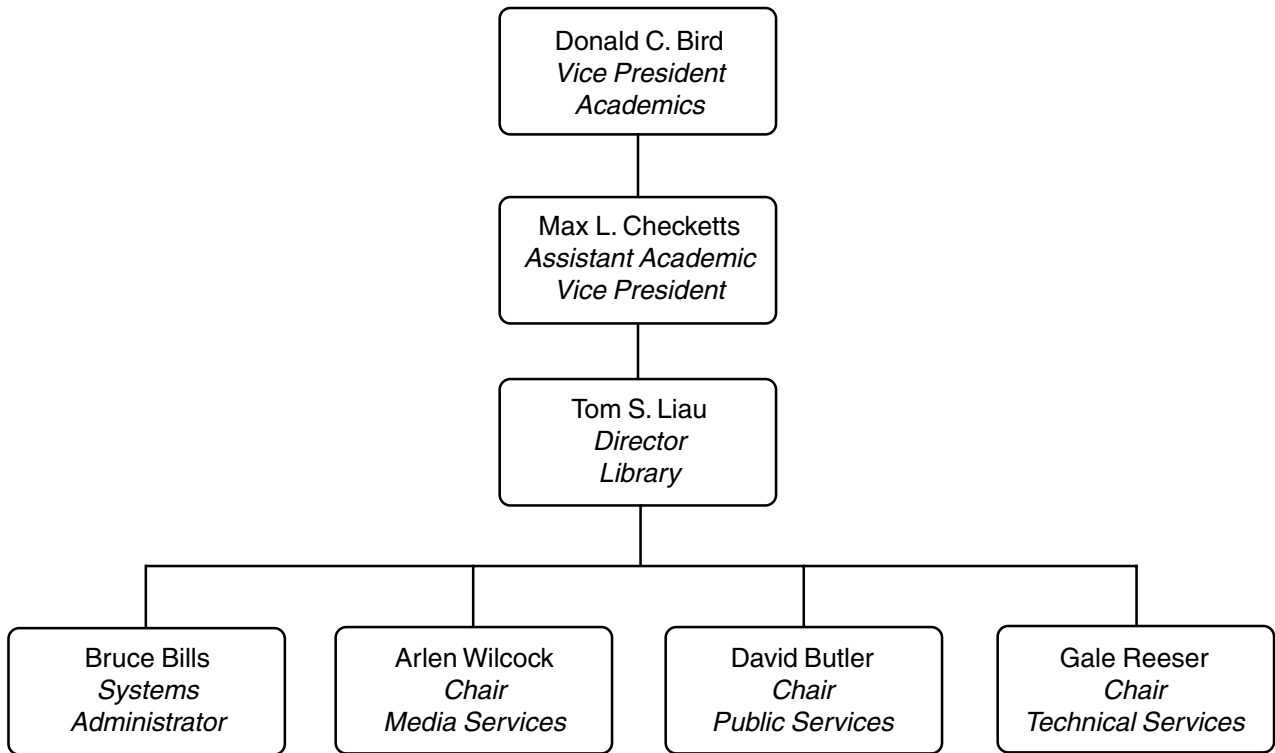 Donald C. Bird
Vice President
Academics
Max L. Checketts
Assistant Academic
Vice President
Tom S. Liau
Director
Library
Bruce Bills
Systems
Administrator
Arlen Wilcock
Chair
Media Services
David Butler
Chair
Public Services
Gale Reeser
Chair
Technical Services